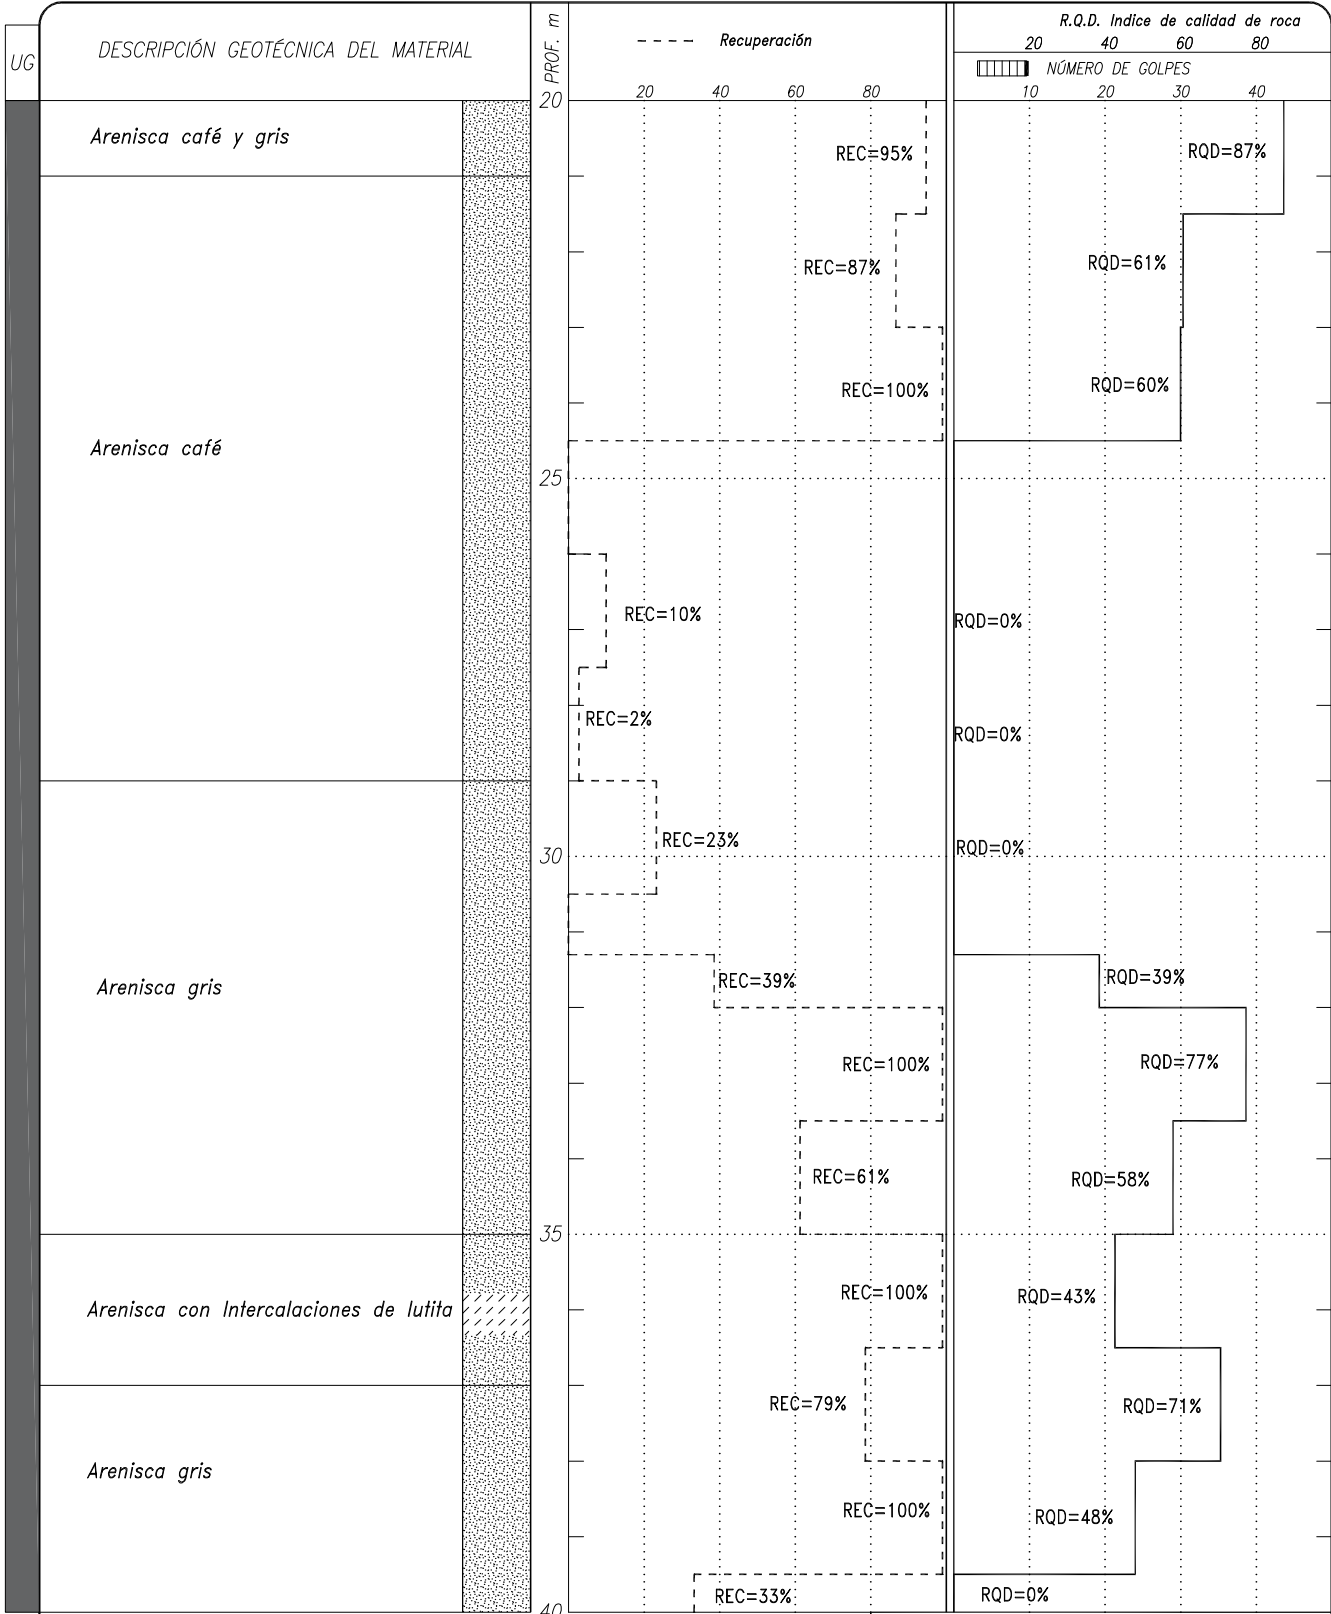 UG
DESCRIPCIÓN GEOTÉCNICA DEL MATERIAL
PROF. m
Recuperación
20 40 60 80
R.Q.D. Indice de calidad de roca
20 40 60 80
NÚMERO DE GOLPES
10 20 30 40
20
Arenisca café y gris
REC=95%
RQD=87%
REC=87%
RQD=61%
REC=100%
RQD=60%
Arenisca café
25
REC=10%
RQD=0%
REC=2%
RQD=0%
REC=23%
RQD=0%
30
Arenisca gris
REC=39%
RQD=39%
REC=100%
RQD=77%
REC=61%
RQD=58%
35
Arenisca con Intercalaciones de lutita
REC=100%
RQD=43%
REC=79%
RQD=71%
Arenisca gris
REC=100%
RQD=48%
REC=33%
RQD=0%
40